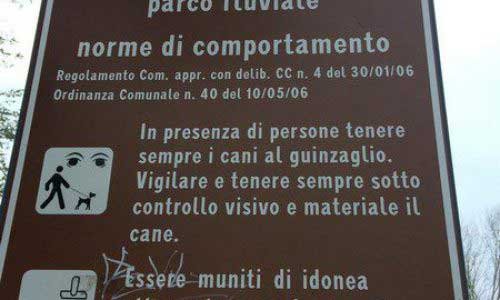 parco fluviale
norme di comportamento
Regolamento Com. appr. con delib. CC n. 4 del 30/01/06
Ordinanza Comunale n. 40 del 10/05/06
In presenza di persone tenere
sempre i cani al guinzaglio.
Vigilare e tenere sempre sotto
controllo visivo e materiale il
cane.
Essere muniti di idonea